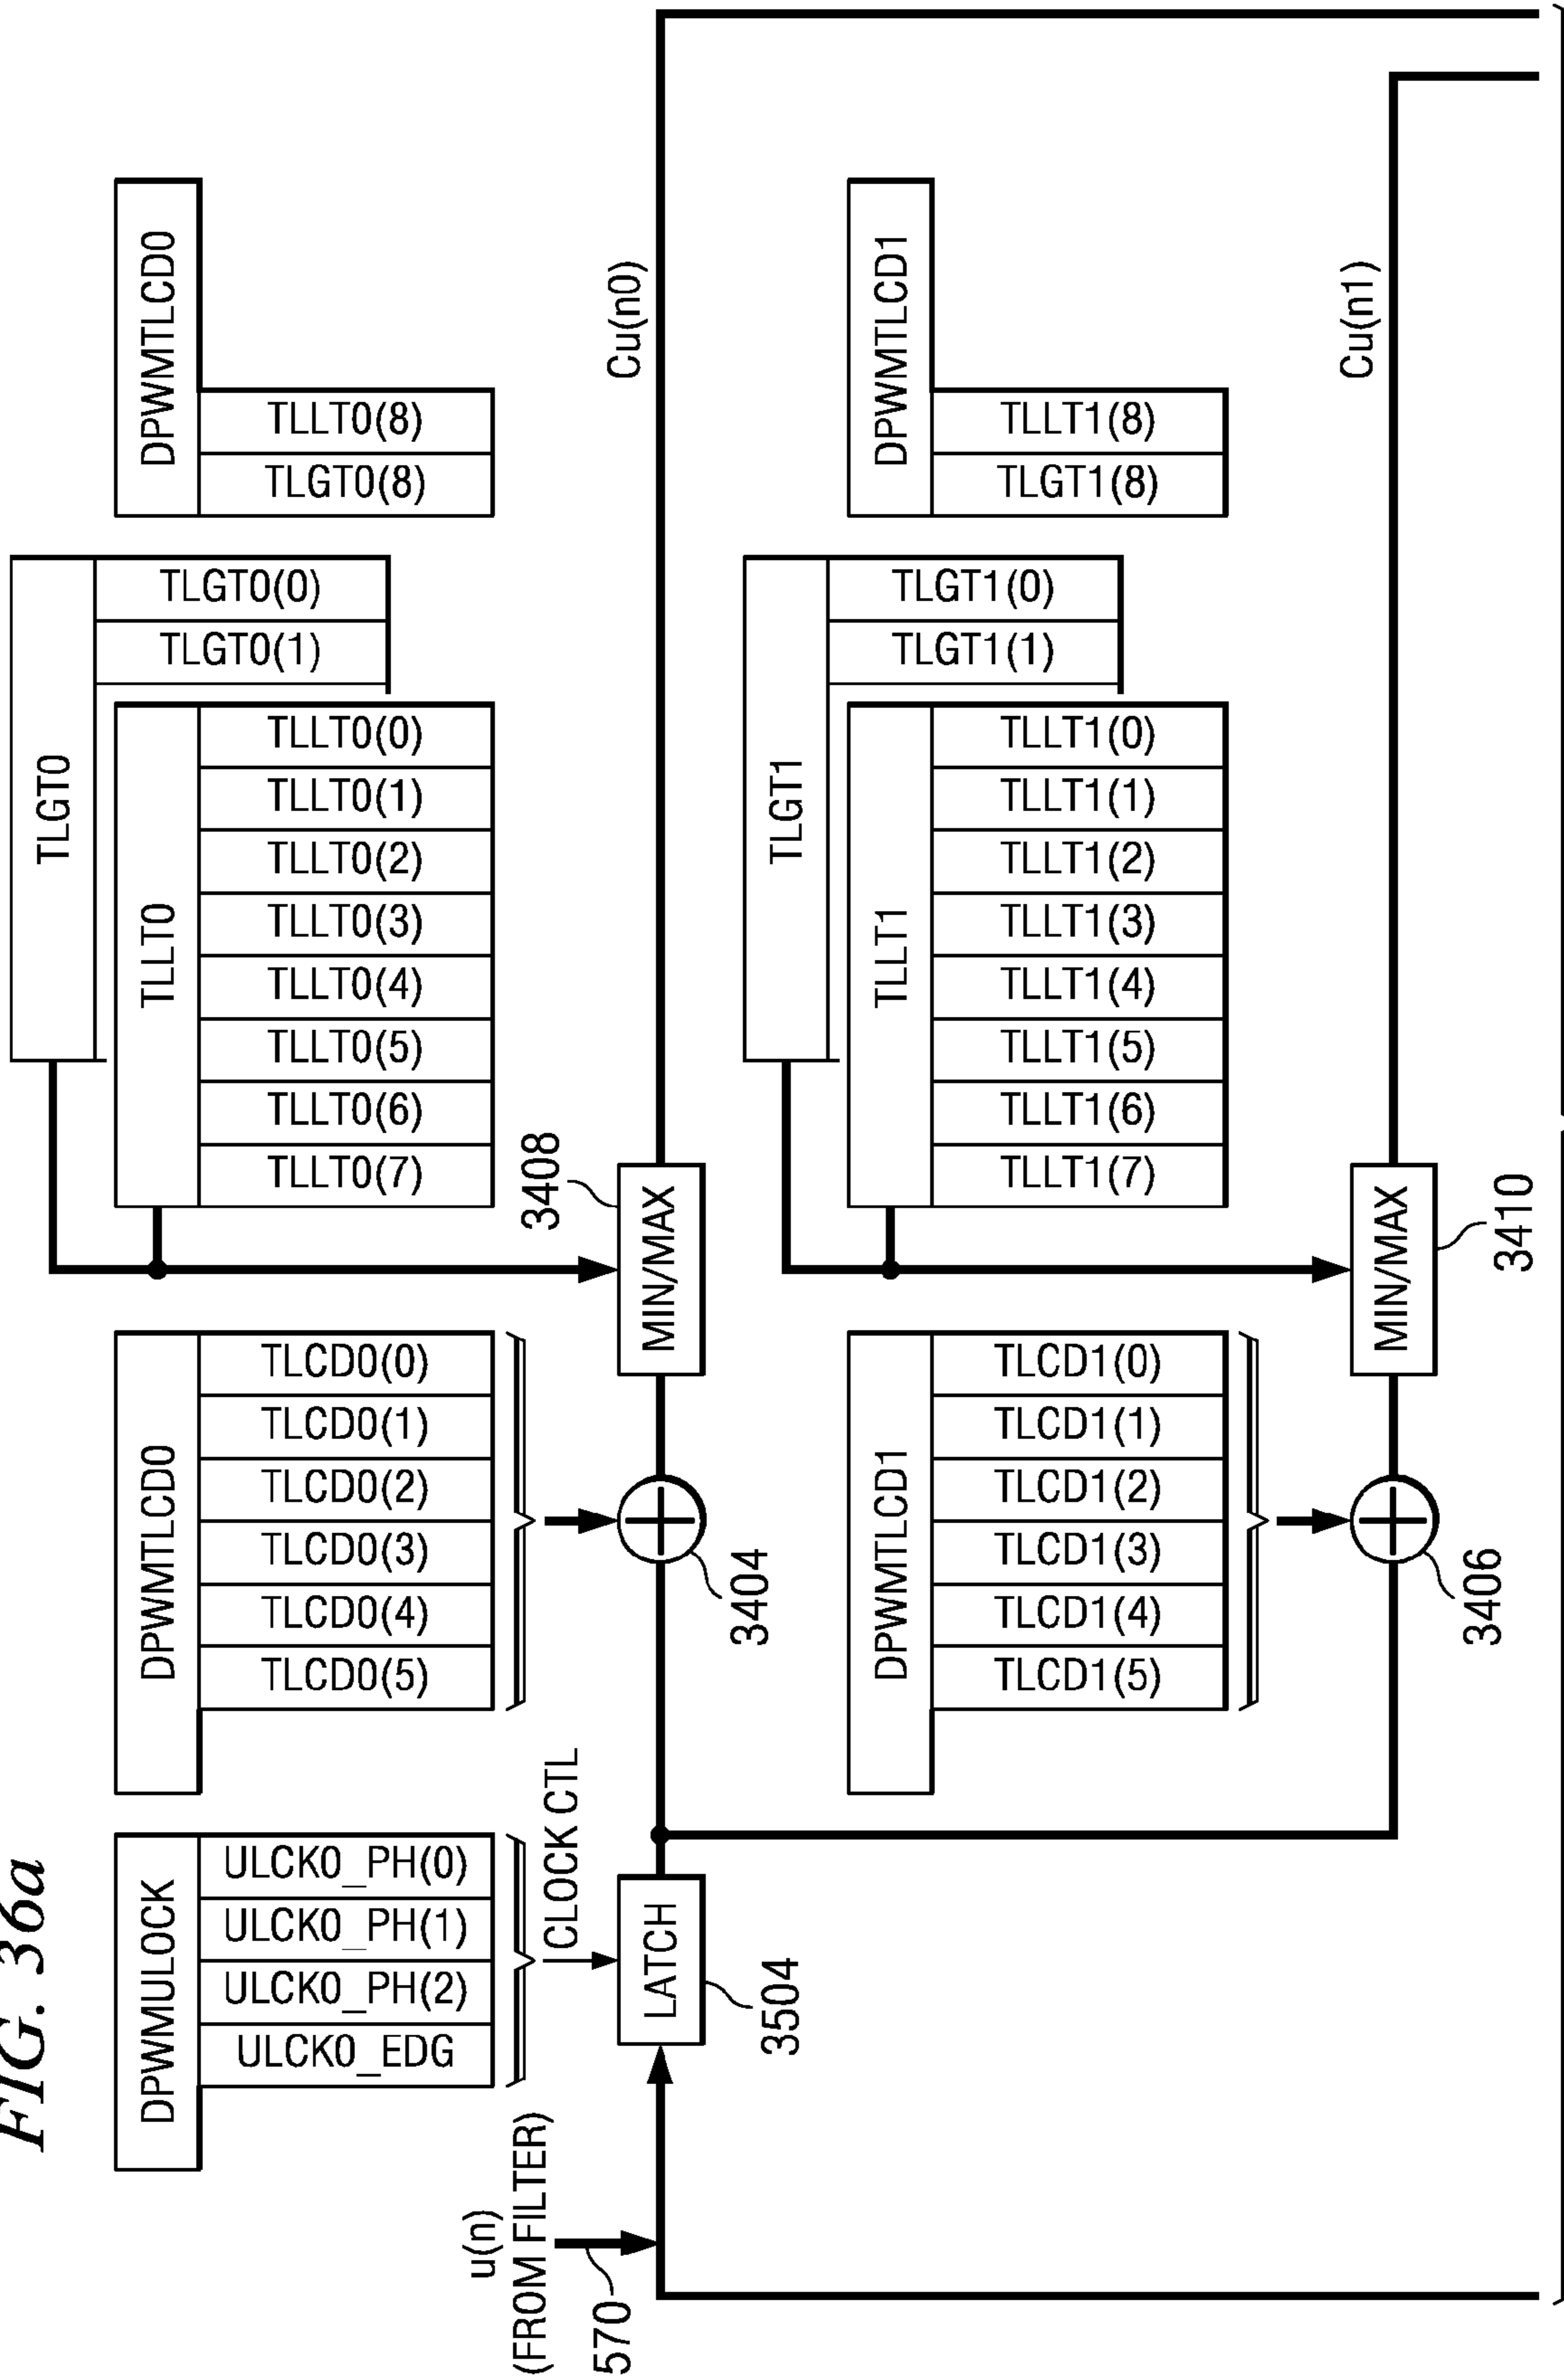 FIG. 36a
DPWMULOCK
ULCK0_EDG
ULCK0_PH(2)
ULCK0_PH(1)
ULCK0_PH(0)
DPWMTLCD0
TLCD0(5)
TLCD0(4)
TLCD0(3)
TLCD0(2)
TLCD0(1)
TLCD0(0)
TLGT0
TLGT0(1)
TLGT0(0)
TLLT0
TLLT0(7)
TLLT0(6)
TLLT0(5)
TLLT0(4)
TLLT0(3)
TLLT0(2)
TLLT0(1)
TLLT0(0)
DPWMTLCD0
TLGT0(8)
TLLT0(8)
u(n)
(FROM FILTER)
570
CLOCK CTL
LATCH
3504
3404
3408
MIN/MAX
Cu(n0)
DPWMTLCD1
TLCD1(5)
TLCD1(4)
TLCD1(3)
TLCD1(2)
TLCD1(1)
TLCD1(0)
TLGT1
TLGT1(1)
TLGT1(0)
TLLT1
TLLT1(7)
TLLT1(6)
TLLT1(5)
TLLT1(4)
TLLT1(3)
TLLT1(2)
TLLT1(1)
TLLT1(0)
DPWMTLCD1
TLGT1(8)
TLLT1(8)
3406
MIN/MAX
3410
Cu(n1)